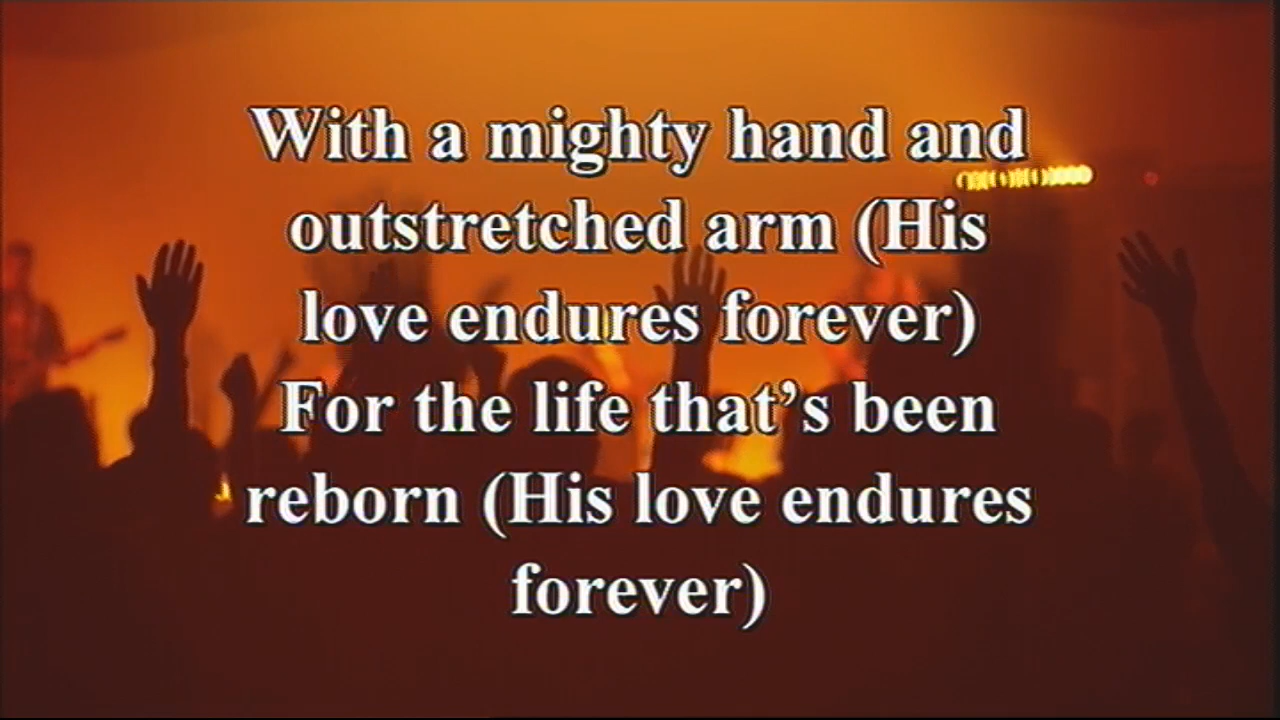 With a mighty hand and
outstretched arm (His
love endures forever)
For the life that’s been
reborn (His love endures
forever)